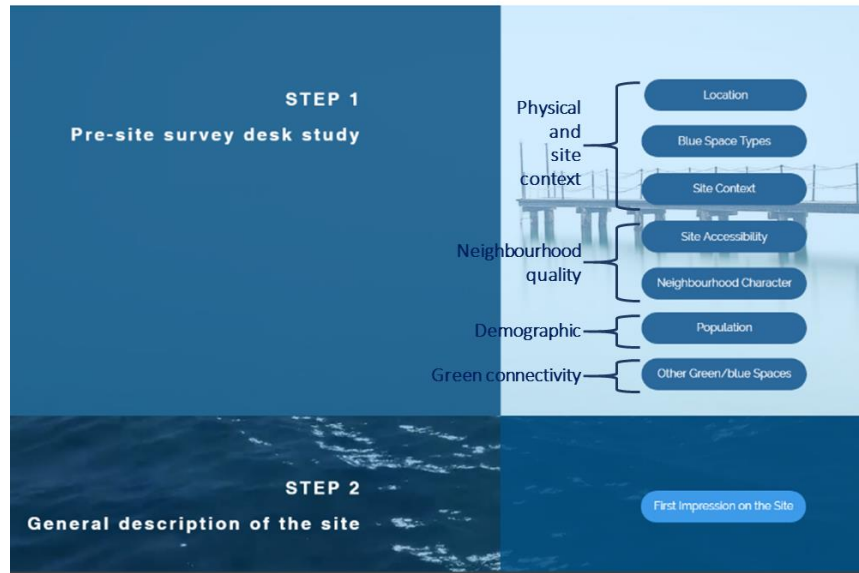 STEP 1
Pre-site survey desk study
Physical
and
site
context
Location
Blue Space Types
Site Context
Neighbourhood
quality
Site Accessibility
Neighbourhood Character
Demographic
Population
Green connectivity
Other Green/blue Spaces
STEP 2
General description of the site
First Impression on the Site